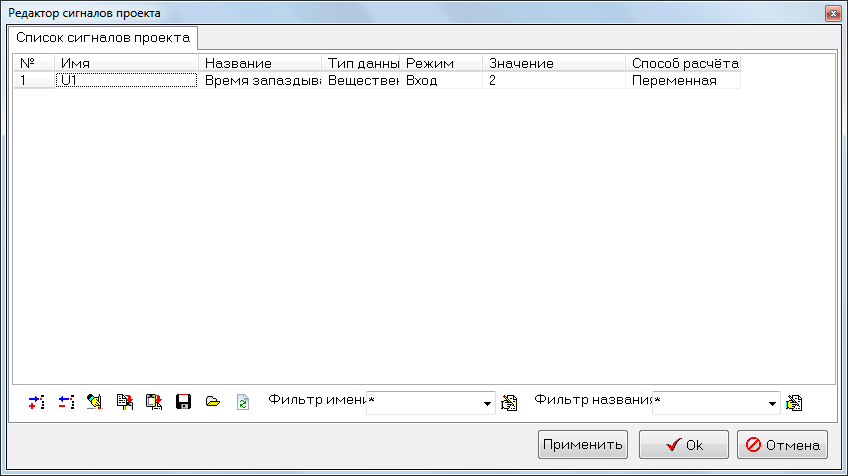 Редактор сигналов проекта
Список сигналов проекта
№ Имя Название Тип данны Режим Значение Способ расчёта
1 U1 Время запаздыва Веществен Вход 2 Переменная
Фильтр имени * Фильтр названия *
Применить Ok Отмена